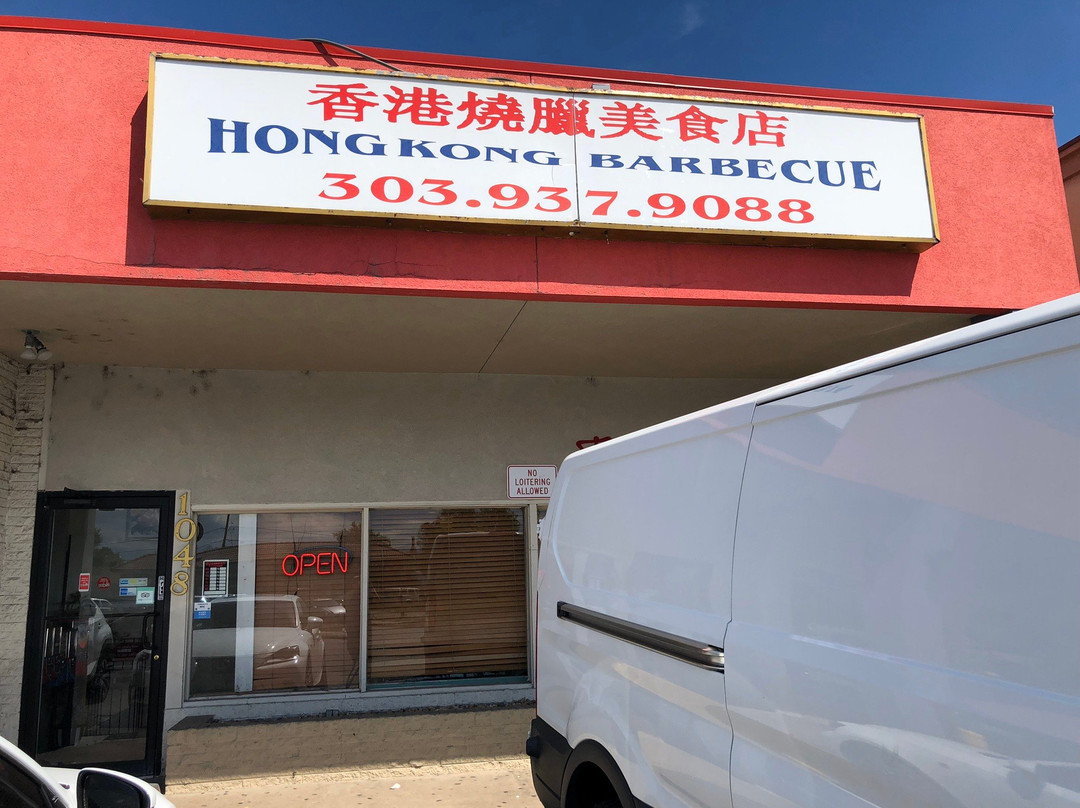 香港燒臘美食店
HONG KONG BARBECUE
303.937.9088
NO
LOITERING
ALLOWED
1048
OPEN